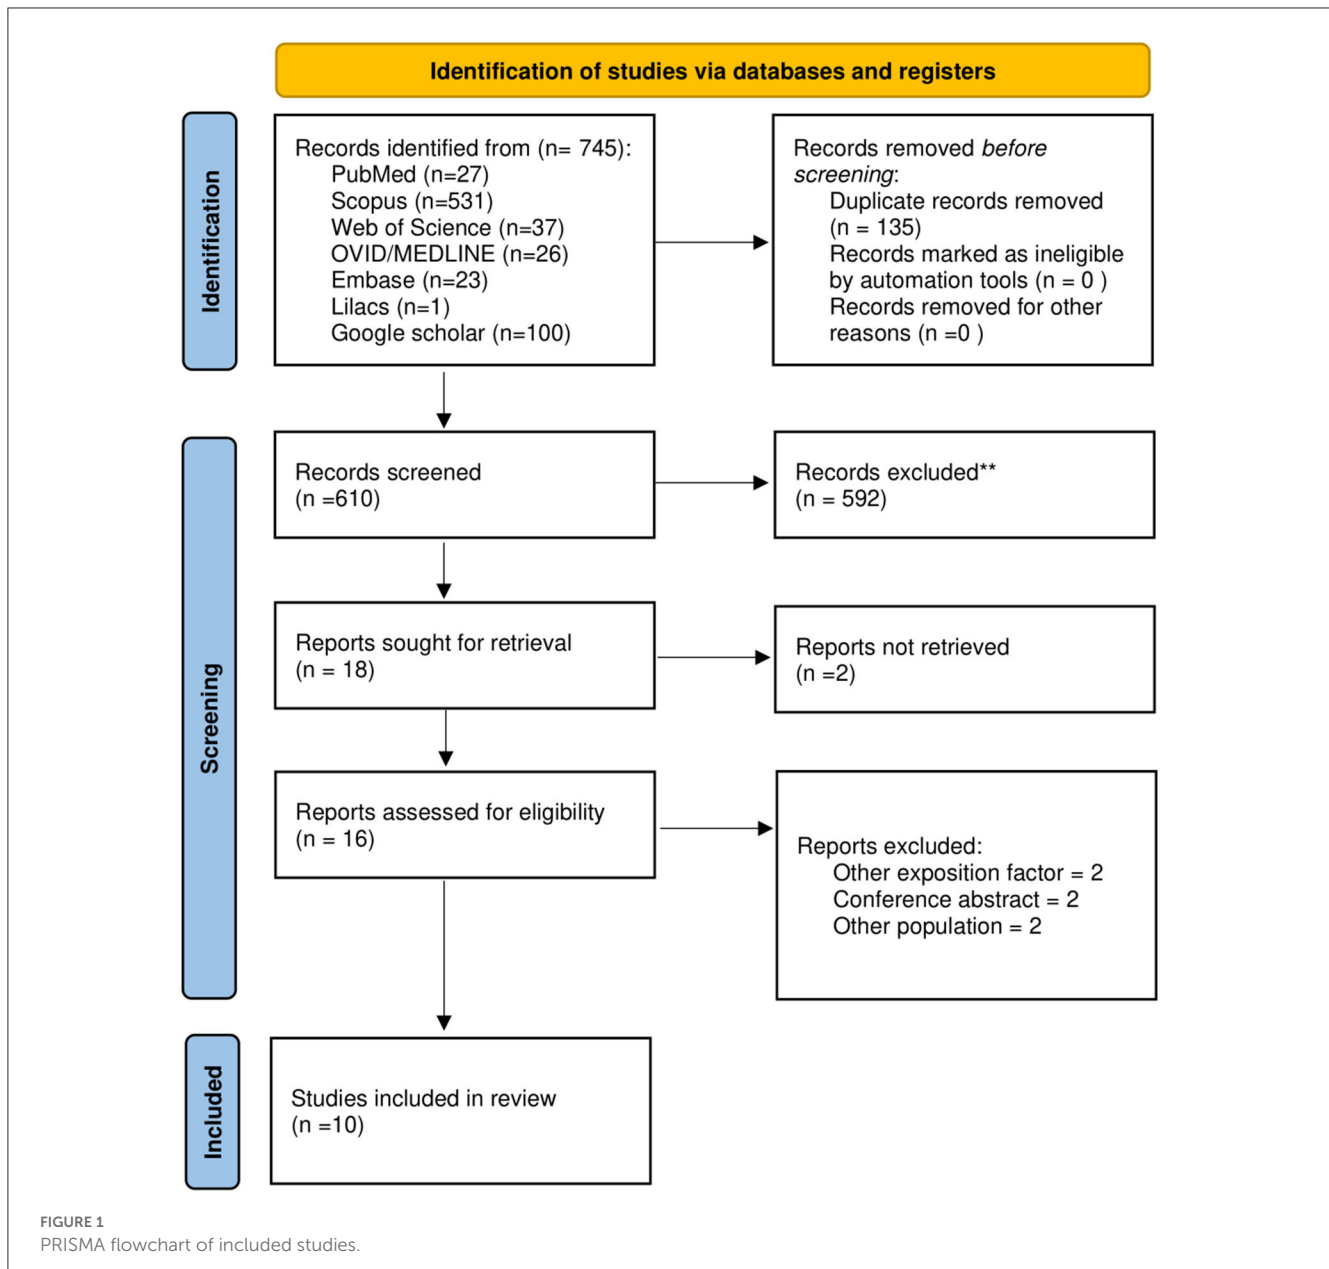 Identification of studies via databases and registers
Identification
Records identified from (n= 745):
PubMed (n=27)
Scopus (n=531)
Web of Science (n=37)
OVID/MEDLINE (n=26)
Embase (n=23)
Lilacs (n=1)
Google scholar (n=100)
Records removed before
screening:
Duplicate records removed
(n = 135)
Records marked as ineligible
by automation tools (n = 0 )
Records removed for other
reasons (n =0 )
Screening
Records screened
(n =610)
Records excluded**
(n = 592)
Reports sought for retrieval
(n = 18)
Reports not retrieved
(n =2)
Reports assessed for eligibility
(n = 16)
Reports excluded:
Other exposition factor = 2
Conference abstract = 2
Other population = 2
Included
Studies included in review
(n =10)
FIGURE 1
PRISMA flowchart of included studies.